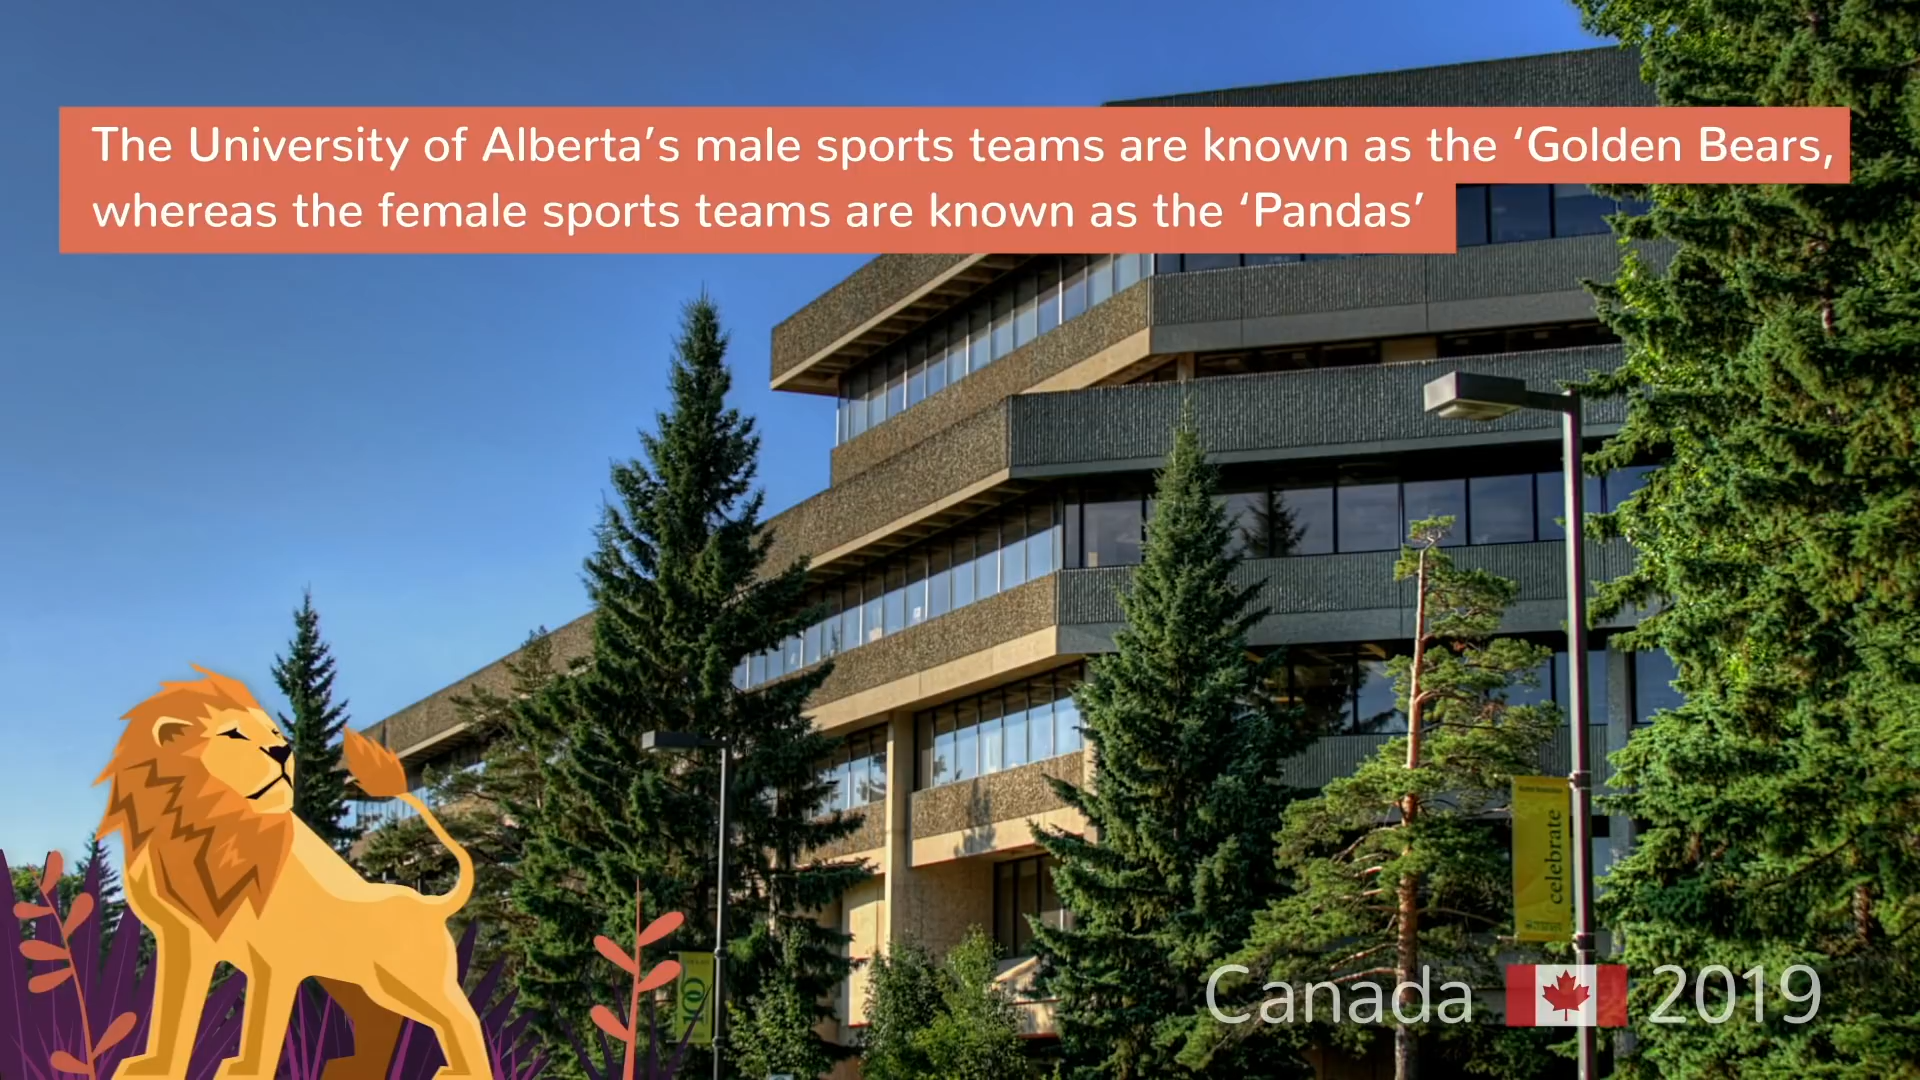 The University of Alberta’s male sports teams are known as the ‘Golden Bears,
whereas the female sports teams are known as the ‘Pandas’
celebrate
Canada 2019